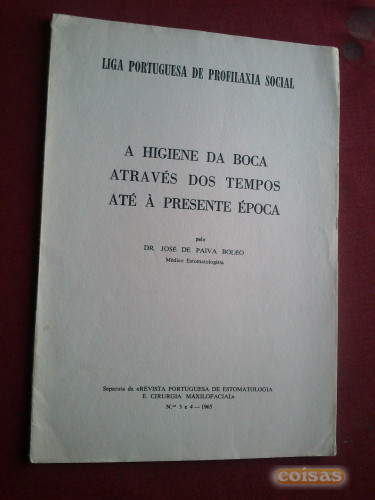 LIGA PORTUGUESA DE PROFILAXIA SOCIAL
A HIGIENE DA BOCA
ATRAVÉS DOS TEMPOS
ATÉ À PRESENTE ÉPOCA
pelo
DR. JOSÉ DE PAIVA BOLÉO
Médico Estomatologista
Separata da «REVISTA PORTUGUESA DE ESTOMATOLOGIA
E CIRURGIA MAXILOFACIAL»
N.os 3 e 4 — 1965
coisas